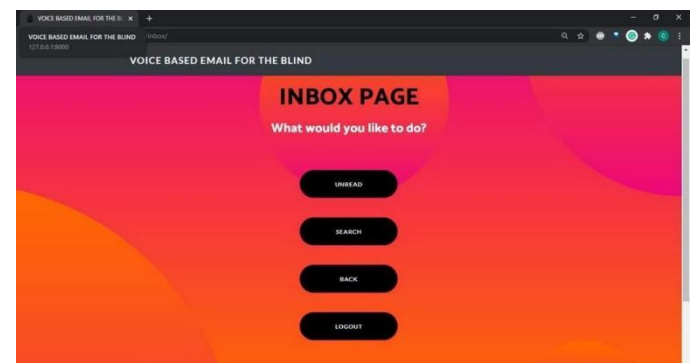 VOICE BASED EMAIL FOR THE
VOICE BASED EMAIL FOR THE BLIND
127.0.0.1:8000
/inbox/
VOICE BASED EMAIL FOR THE BLIND
INBOX PAGE
What would you like to do?
UNREAD
SEARCH
BACK
LOGOUT